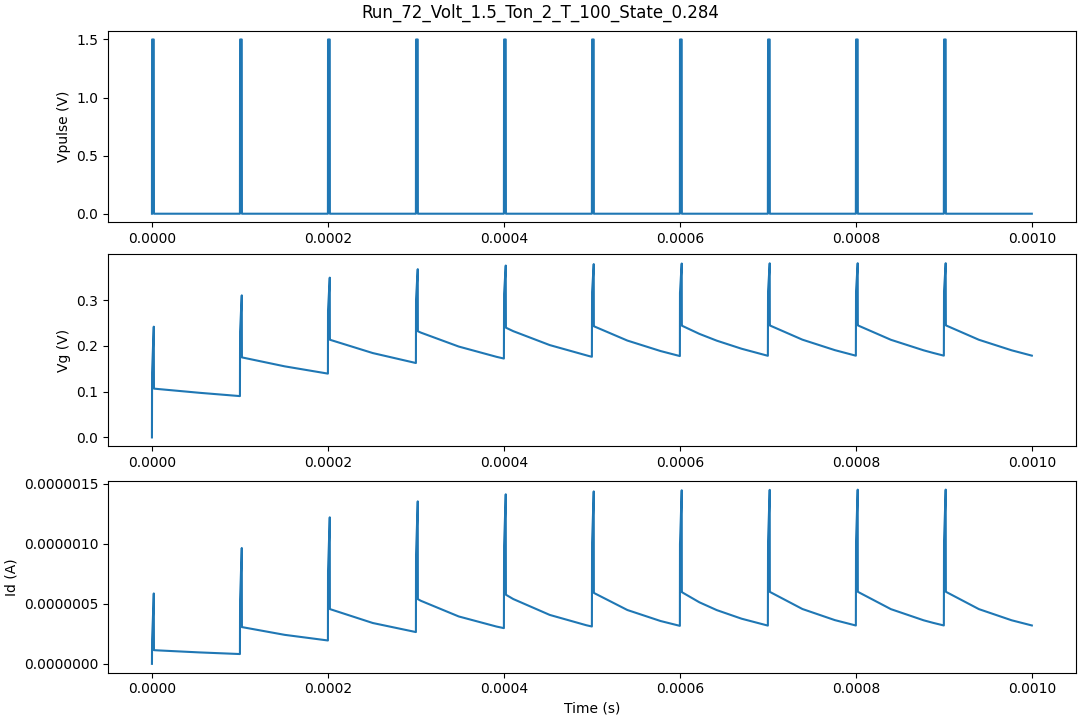 Run_72_Volt_1.5_Ton_2_T_100_State_0.284
Vpulse (V)
1.5
1.0
0.5
0.0
0.0000 0.0002 0.0004 0.0006 0.0008 0.0010
Vg (V)
0.3
0.2
0.1
0.0
0.0000 0.0002 0.0004 0.0006 0.0008 0.0010
Id (A)
0.0000015
0.0000010
0.0000005
0.0000000
0.0000 0.0002 0.0004 0.0006 0.0008 0.0010
Time (s)